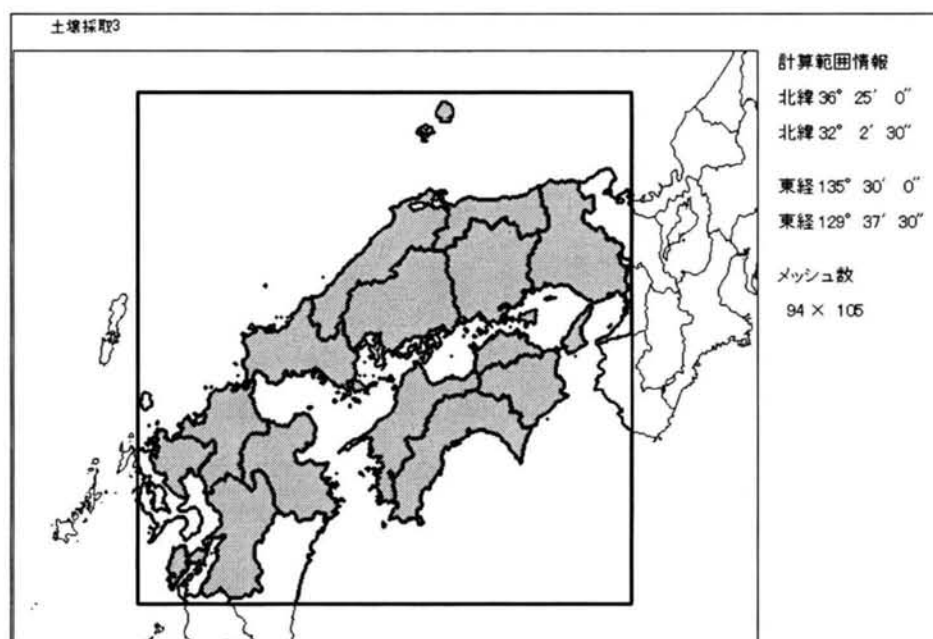 土壌採取3
計算範囲情報
北緯 36° 25′ 0″
北緯 32° 2′ 30″
東経 135° 30′ 0″
東経 129° 37′ 30″
メッシュ数
94 × 105